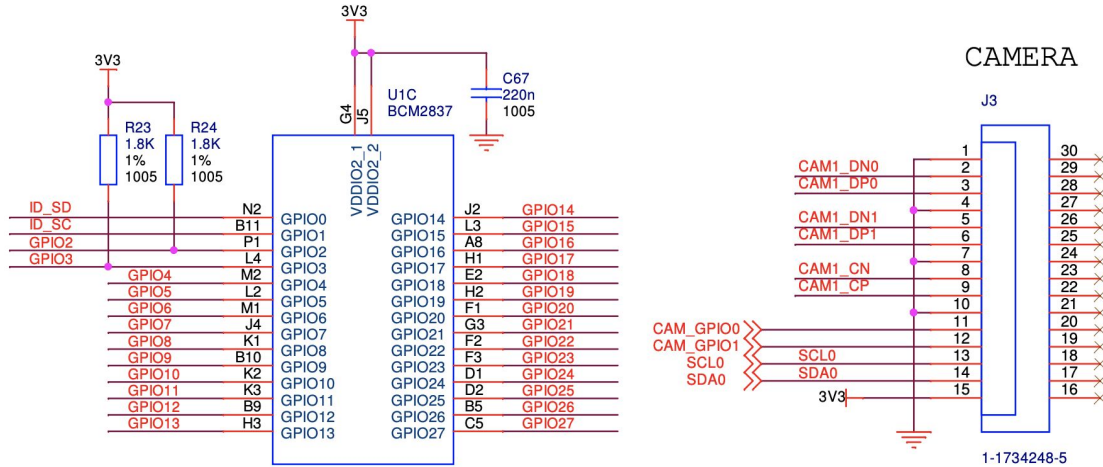 3V3
3V3
R23
1.8K
1%
1005
R24
1.8K
1%
1005
U1C
BCM2837
C67
220n
1005
G4
J5
VDDIO2_1
VDDIO2_2
ID_SD N2 GPIO0
ID_SC B11 GPIO1
GPIO2 P1 GPIO2
GPIO3 L4 GPIO3
GPIO4 M2 GPIO4
GPIO5 L2 GPIO5
GPIO6 M1 GPIO6
GPIO7 J4 GPIO7
GPIO8 K1 GPIO8
GPIO9 B10 GPIO9
GPIO10 K2 GPIO10
GPIO11 K3 GPIO11
GPIO12 B9 GPIO12
GPIO13 H3 GPIO13
GPIO14 J2 GPIO14
GPIO15 L3 GPIO15
GPIO16 A8 GPIO16
GPIO17 H1 GPIO17
GPIO18 E2 GPIO18
GPIO19 H2 GPIO19
GPIO20 F1 GPIO20
GPIO21 G3 GPIO21
GPIO22 F2 GPIO22
GPIO23 F3 GPIO23
GPIO24 D1 GPIO24
GPIO25 D2 GPIO25
GPIO26 B5 GPIO26
GPIO27 C5 GPIO27
CAMERA
J3
1 30
CAM1_DN0 2 29
CAM1_DP0 3 28
4 27
CAM1_DN1 5 26
CAM1_DP1 6 25
7 24
CAM1_CN 8 23
CAM1_CP 9 22
10 21
CAM_GPIO0 11 20
CAM_GPIO1 12 19
SCL0 SCL0 13 18
SDA0 SDA0 14 17
3V3 15 16
1-1734248-5